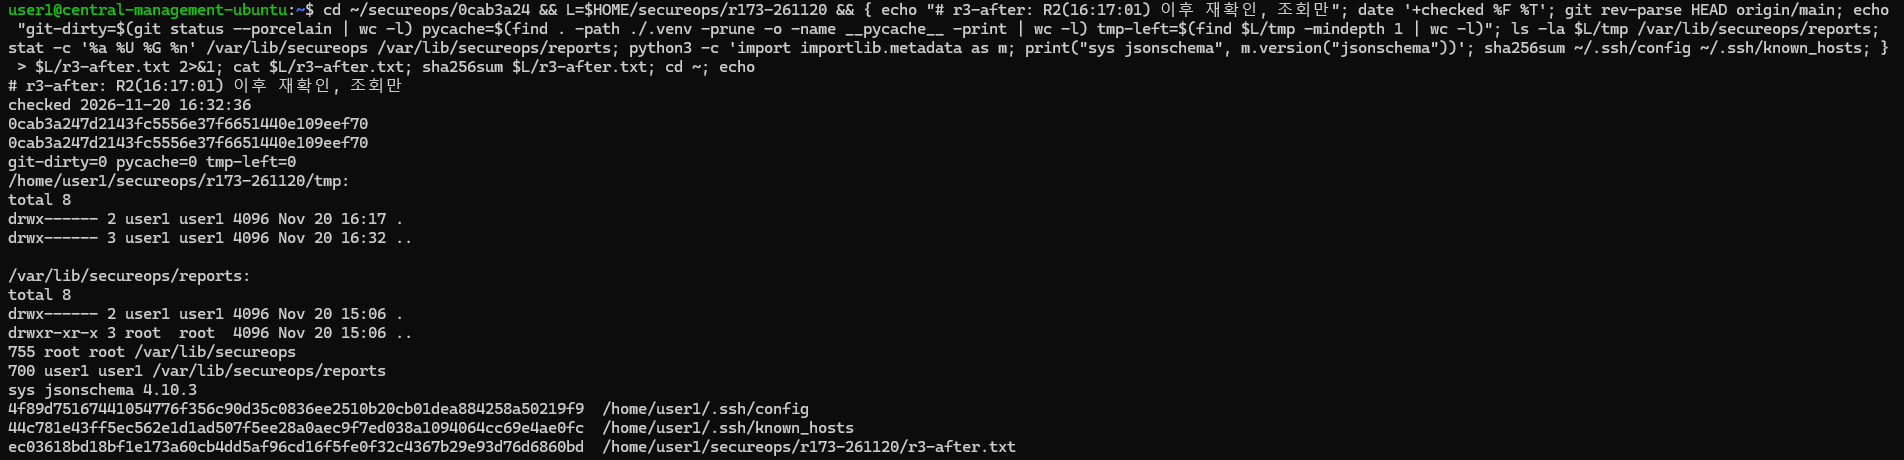 user1@central-management-ubuntu:~$ cd ~/secureops/0cab3a24 && L=$HOME/secureops/r173-261120 && { echo "# r3-after: R2(16:17:01) 이후 재확인, 조회만"; date '+checked %F %T'; git rev-parse HEAD origin/main; echo
"git-dirty=$(git status --porcelain | wc -l) pycache=$(find . -path ./.venv -prune -o -name __pycache__ -print | wc -l) tmp-left=$(find $L/tmp -mindepth 1 | wc -l)"; ls -la $L/tmp /var/lib/secureops/reports;
stat -c '%a %U %G %n' /var/lib/secureops /var/lib/secureops/reports; python3 -c 'import importlib.metadata as m; print("sys jsonschema", m.version("jsonschema"))'; sha256sum ~/.ssh/config ~/.ssh/known_hosts; }
> $L/r3-after.txt 2>&1; cat $L/r3-after.txt; sha256sum $L/r3-after.txt; cd ~; echo
# r3-after: R2(16:17:01) 이후 재확인, 조회만
checked 2026-11-20 16:32:36
0cab3a247d2143fc5556e37f6651440e109eef70
0cab3a247d2143fc5556e37f6651440e109eef70
git-dirty=0 pycache=0 tmp-left=0
/home/user1/secureops/r173-261120/tmp:
total 8
drwx------ 2 user1 user1 4096 Nov 20 16:17 .
drwx------ 3 user1 user1 4096 Nov 20 16:32 ..

/var/lib/secureops/reports:
total 8
drwx------ 2 user1 user1 4096 Nov 20 15:06 .
drwxr-xr-x 3 root  root  4096 Nov 20 15:06 ..
755 root root /var/lib/secureops
700 user1 user1 /var/lib/secureops/reports
sys jsonschema 4.10.3
4f89d75167441054776f356c90d35c0836ee2510b20cb01dea884258a50219f9  /home/user1/.ssh/config
44c781e43ff5ec562e1d1ad507f5ee28a0aec9f7ed038a1094064cc69e4ae0fc  /home/user1/.ssh/known_hosts
ec03618bd18bf1e173a60cb4dd5af96cd16f5fe0f32c4367b29e93d76d6860bd  /home/user1/secureops/r173-261120/r3-after.txt